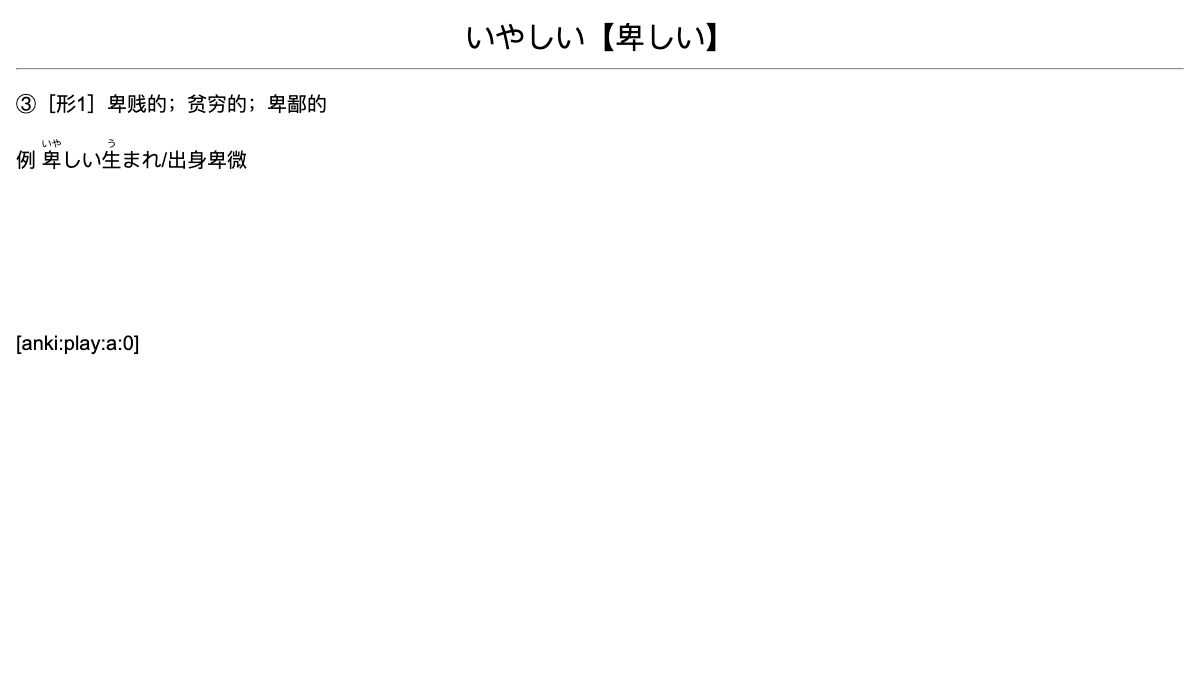 いやしい【卑しい】
③［形1］卑贱的；贫穷的；卑鄙的
例 卑しい生まれ/出身卑微
いや う
[anki:play:a:0]